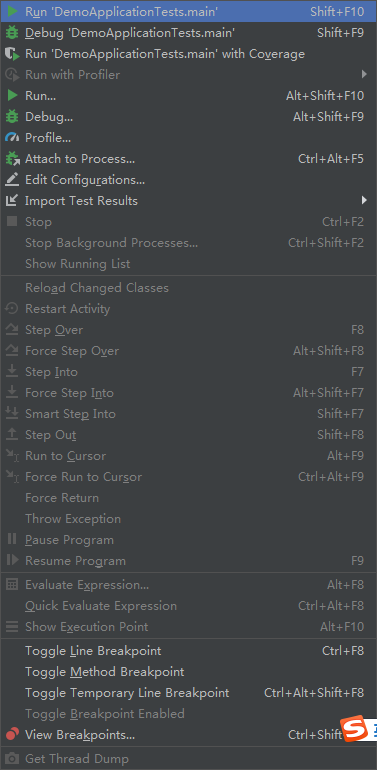 Run 'DemoApplicationTests.main' Shift+F10
Debug 'DemoApplicationTests.main' Shift+F9
Run 'DemoApplicationTests.main' with Coverage
Run with Profiler
Run... Alt+Shift+F10
Debug... Alt+Shift+F9
Profile...
Attach to Process... Ctrl+Alt+F5
Edit Configurations...
Import Test Results
Stop Ctrl+F2
Stop Background Processes... Ctrl+Shift+F2
Show Running List
Reload Changed Classes
Restart Activity
Step Over F8
Force Step Over Alt+Shift+F8
Step Into F7
Force Step Into Alt+Shift+F7
Smart Step Into Shift+F7
Step Out Shift+F8
Run to Cursor Alt+F9
Force Run to Cursor Ctrl+Alt+F9
Force Return
Throw Exception
Pause Program
Resume Program F9
Evaluate Expression... Alt+F8
Quick Evaluate Expression Ctrl+Alt+F8
Show Execution Point Alt+F10
Toggle Line Breakpoint Ctrl+F8
Toggle Method Breakpoint
Toggle Temporary Line Breakpoint Ctrl+Alt+Shift+F8
Toggle Breakpoint Enabled
View Breakpoints... Ctrl+Shift
Get Thread Dump